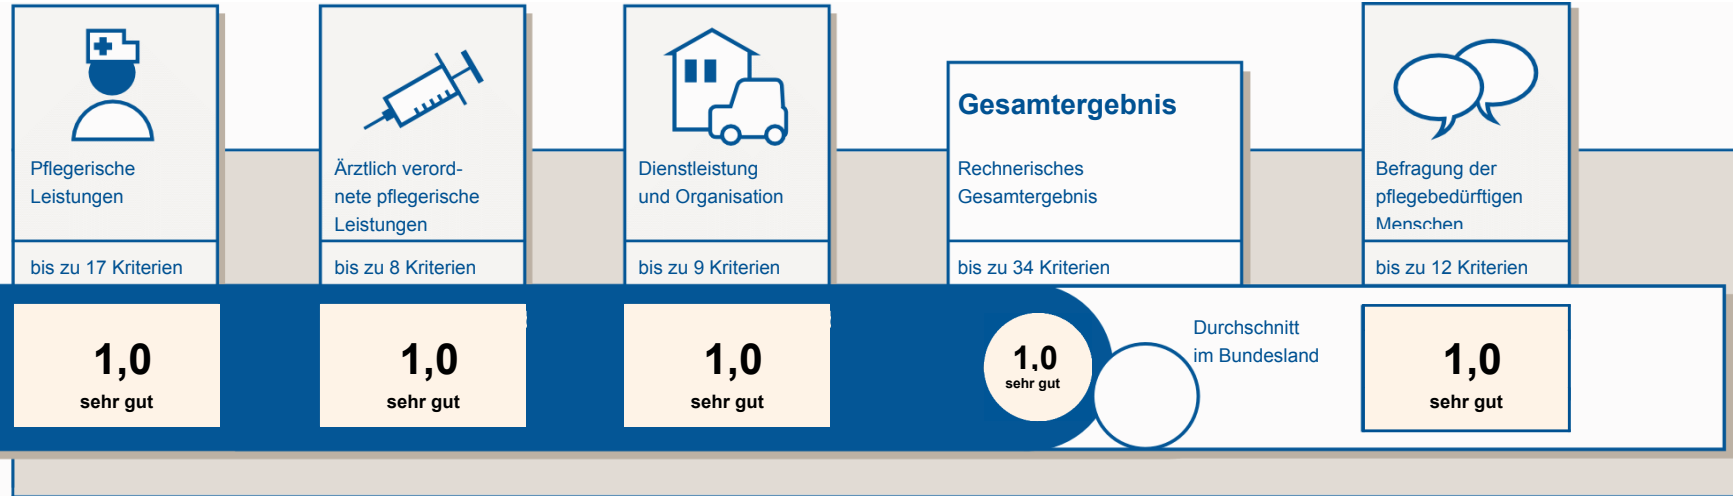 Pflegerische
Leistungen
bis zu 17 Kriterien
1,0
sehr gut
Ärztlich verord-
nete pflegerische
Leistungen
bis zu 8 Kriterien
1,0
sehr gut
Dienstleistung
und Organisation
bis zu 9 Kriterien
1,0
sehr gut
Gesamtergebnis
Rechnerisches
Gesamtergebnis
bis zu 34 Kriterien
1,0
sehr gut
Durchschnitt
im Bundesland
Befragung der
pflegebedürftigen
Menschen
bis zu 12 Kriterien
1,0
sehr gut